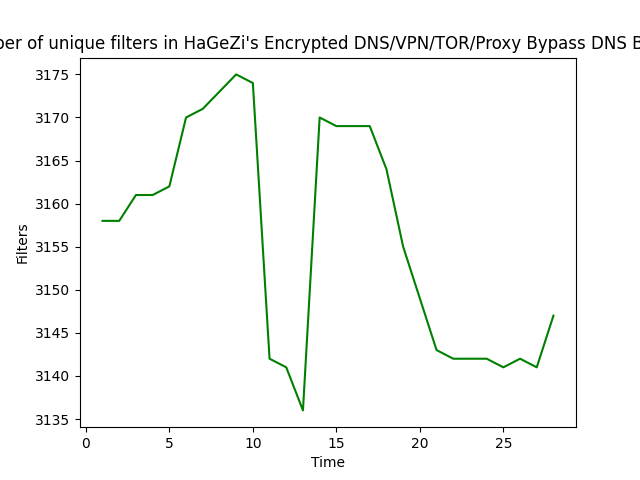 ber of unique filters in HaGeZi's Encrypted DNS/VPN/TOR/Proxy Bypass DNS B
3175
3170
3165
3160
3155
3150
3145
3140
3135
Filters
0 5 10 15 20 25
Time